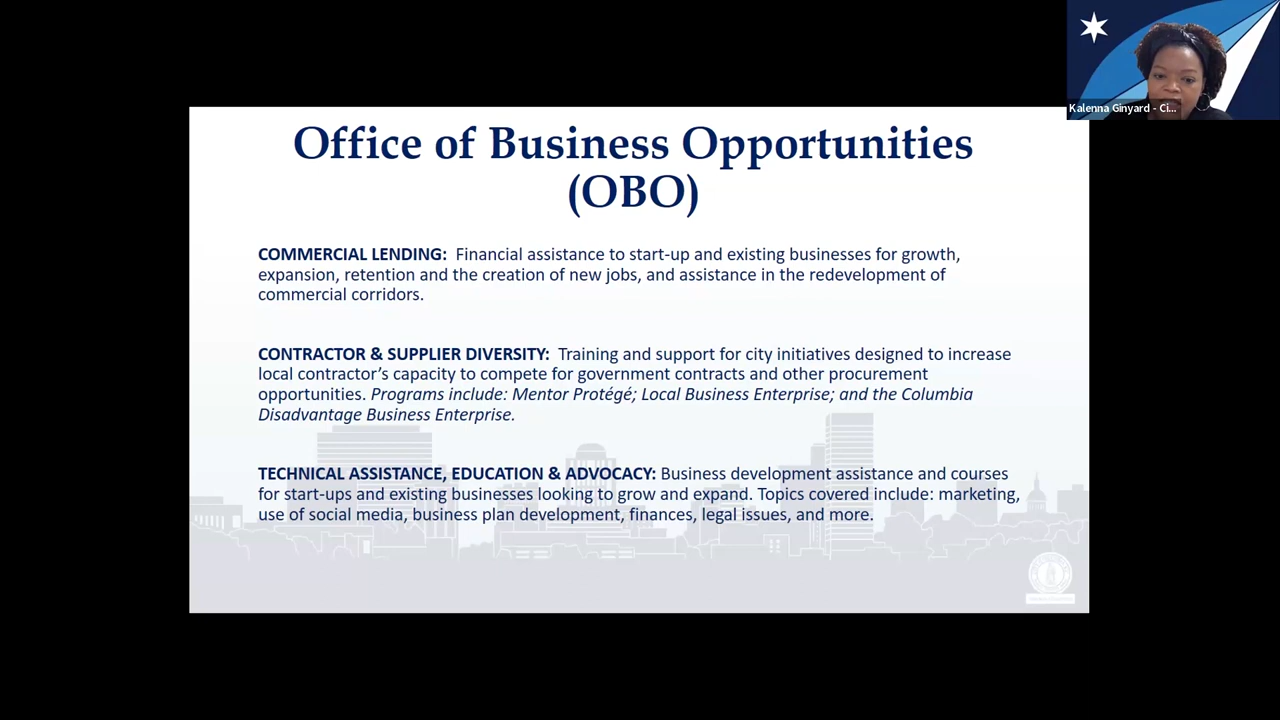 Kalenna Ginyard - Ci...
Office of Business Opportunities
(OBO)
COMMERCIAL LENDING: Financial assistance to start-up and existing businesses for growth,
expansion, retention and the creation of new jobs, and assistance in the redevelopment of
commercial corridors.
CONTRACTOR & SUPPLIER DIVERSITY: Training and support for city initiatives designed to increase
local contractor’s capacity to compete for government contracts and other procurement
opportunities. Programs include: Mentor Protégé; Local Business Enterprise; and the Columbia
Disadvantage Business Enterprise.
TECHNICAL ASSISTANCE, EDUCATION & ADVOCACY: Business development assistance and courses
for start-ups and existing businesses looking to grow and expand. Topics covered include: marketing,
use of social media, business plan development, finances, legal issues, and more.